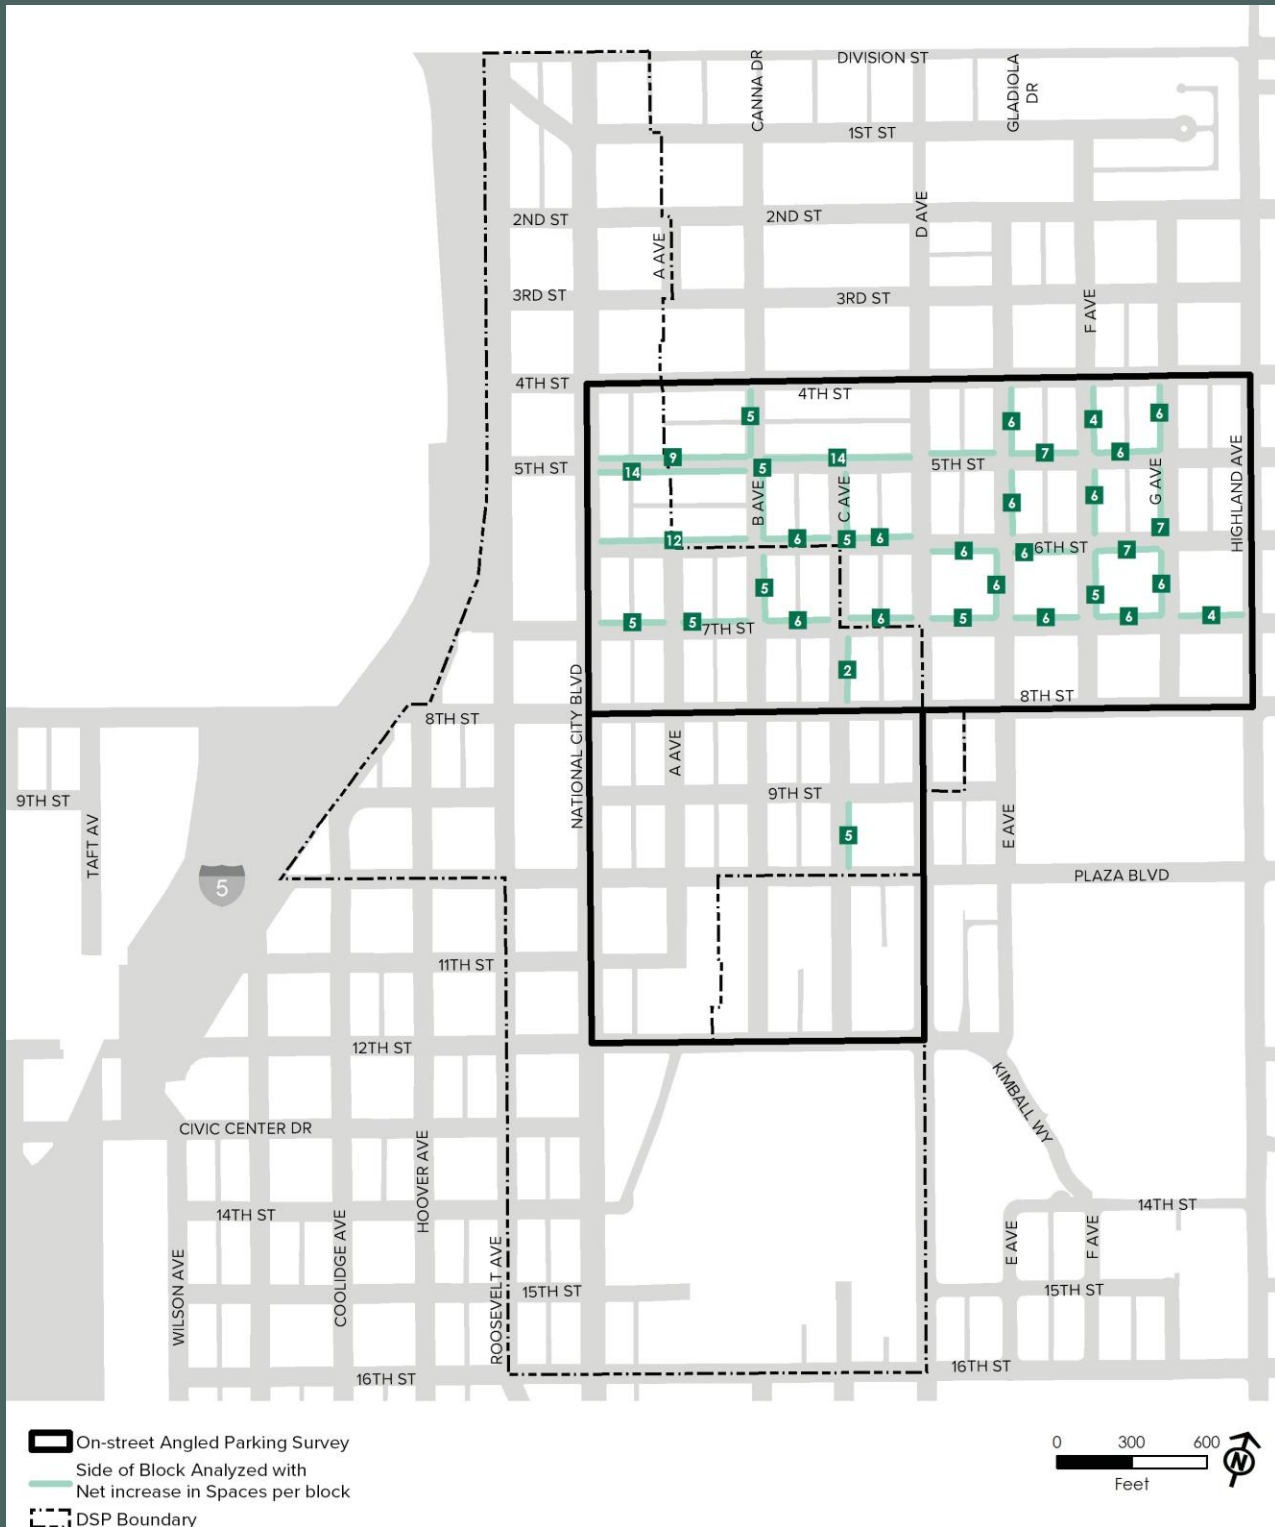 DIVISION ST
CANNA DR
GLADIOLA
DR
1ST ST
2ND ST
2ND ST
D AVE
A AVE
3RD ST
3RD ST
F AVE
4TH ST
4TH ST
5
6
4
6
9
14
7
6
14
5
5TH ST
5TH ST
B AVE
C AVE
G AVE
HIGHLAND AVE
6
6
7
12
6
5
6
6
6
6TH ST
7
5
6
5
6
5
5
7TH ST
6
6
5
6
6
4
2
NATIONAL CITY BLVD
8TH ST
8TH ST
A AVE
9TH ST
9TH ST
TAFT AV
E AVE
5
5
PLAZA BLVD
11TH ST
12TH ST
KIMBALL WY
CIVIC CENTER DR
HOOVER AVE
14TH ST
14TH ST
WILSON AVE
COOLIDGE AVE
ROOSEVELT AVE
E AVE
F AVE
15TH ST
15TH ST
16TH ST
16TH ST
On-street Angled Parking Survey
Side of Block Analyzed with
Net increase in Spaces per block
DSP Boundary
0 300 600
Feet
N